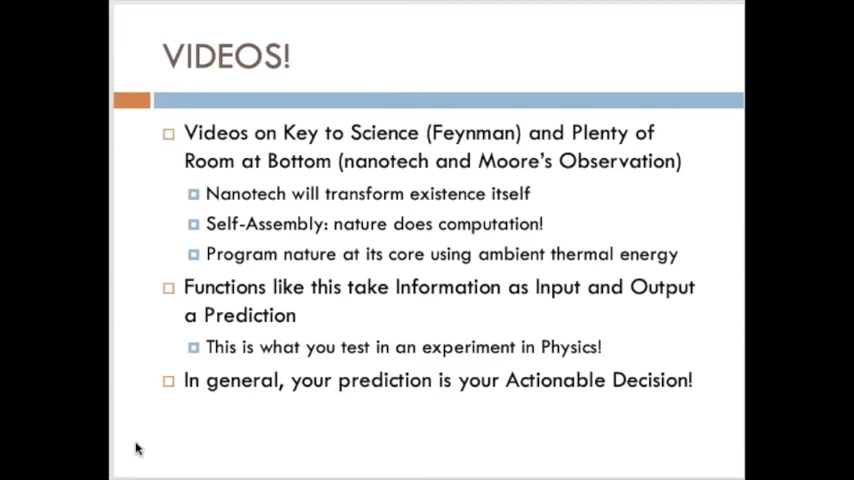 VIDEOS!
Videos on Key to Science (Feynman) and Plenty of
Room at Bottom (nanotech and Moore's Observation)
Nanotech will transform existence itself
Self-Assembly: nature does computation!
Program nature at its core using ambient thermal energy
Functions like this take Information as Input and Output
a Prediction
This is what you test in an experiment in Physics!
In general, your prediction is your Actionable Decision!